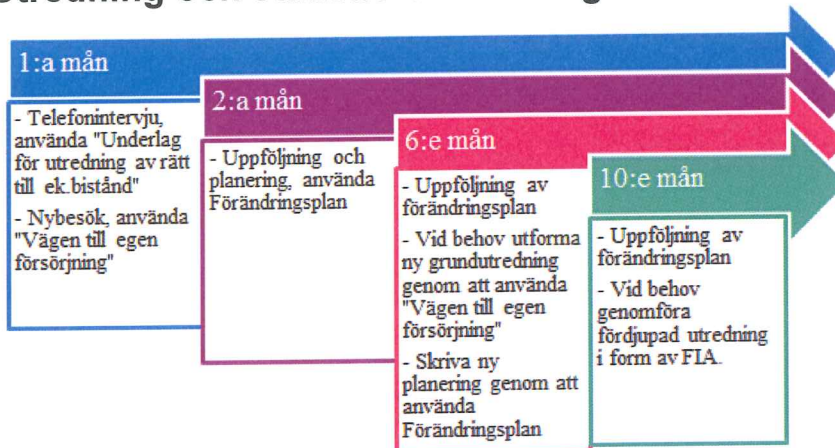 1:a mån
- Telefonintervju,
använda "Underlag
för utredning av rätt
till ek.bistånd"
- Nybesök, använda
"Vägen till egen
försörjning"
2:a mån
- Uppföljning och
planering, använda
Förändringsplan
6:e mån
- Uppföljning av
förändringsplan
- Vid behov utforma
ny grundutredning
genom att använda
"Vägen till egen
försörjning"
- Skriva ny
planering genom att
använda
Förändringsplan
10:e mån
- Uppföljning av
förändringsplan
- Vid behov
genomföra
fördjupad utredning
i form av FIA.